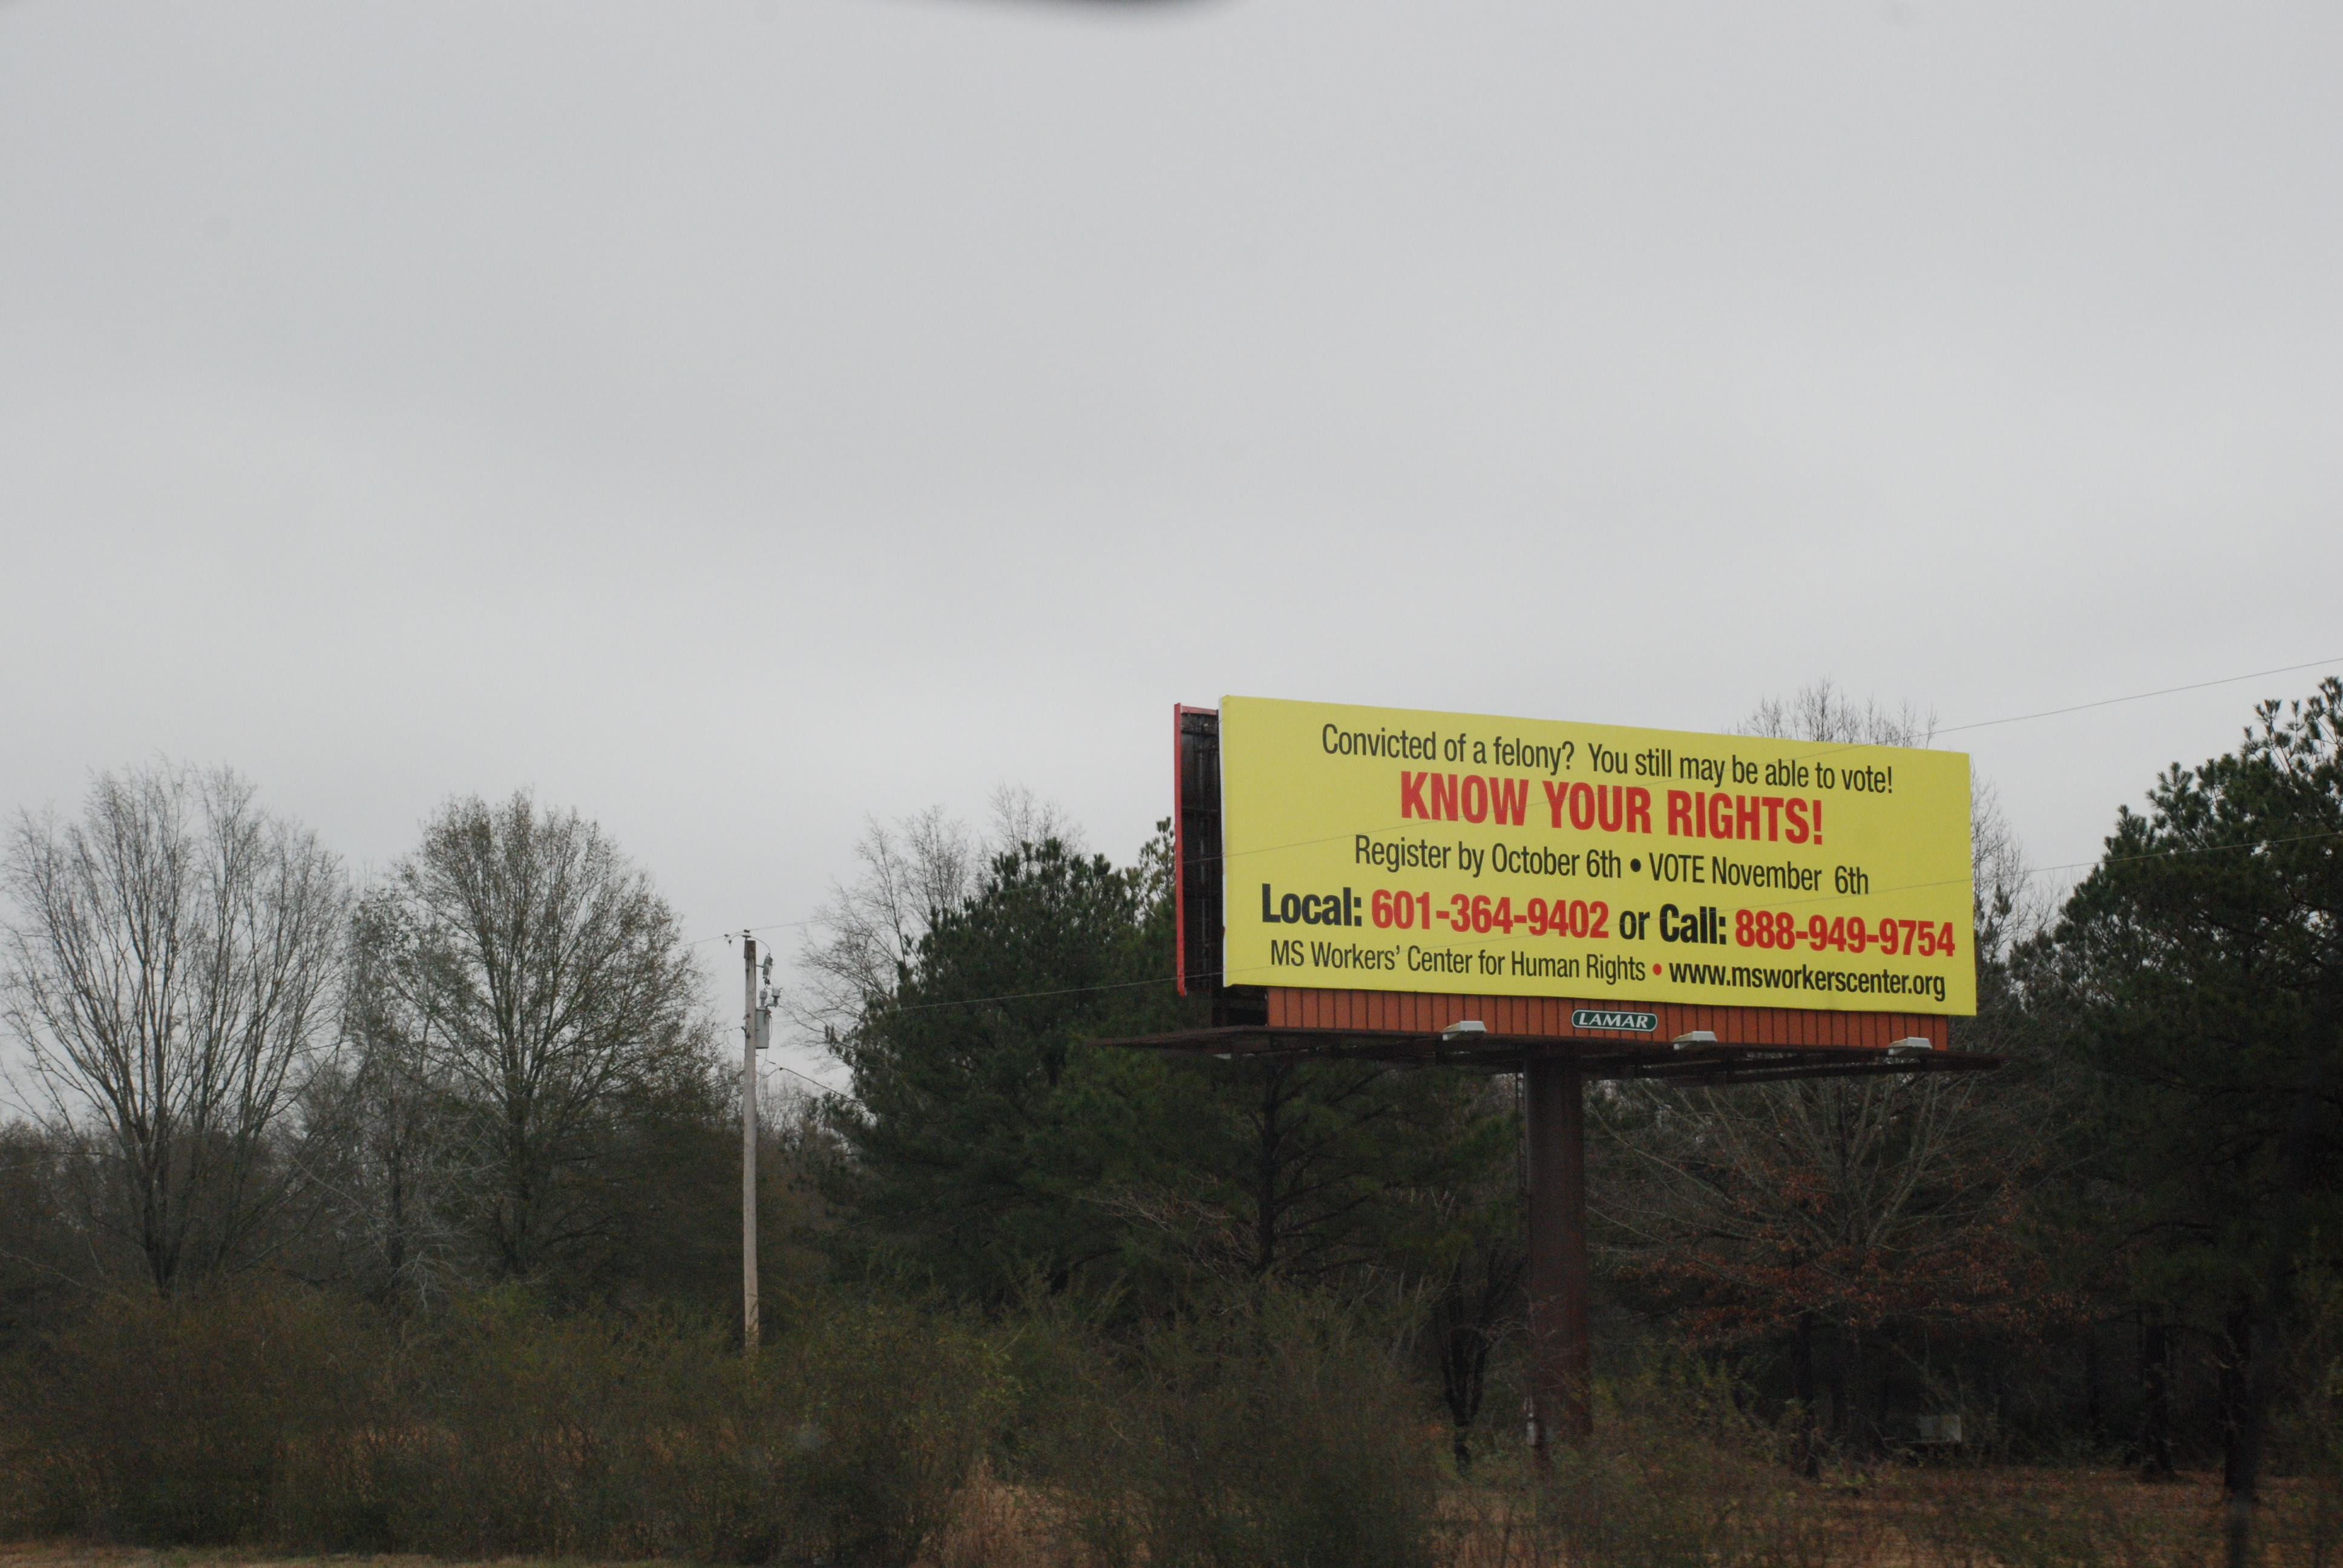 Convicted of a felony?  You still may be able to vote!
KNOW YOUR RIGHTS!
Register by October 6th • VOTE November  6th
Local: 601-364-9402 or Call: 888-949-9754
MS Workers' Center for Human Rights • www.msworkerscenter.org
LAMAR